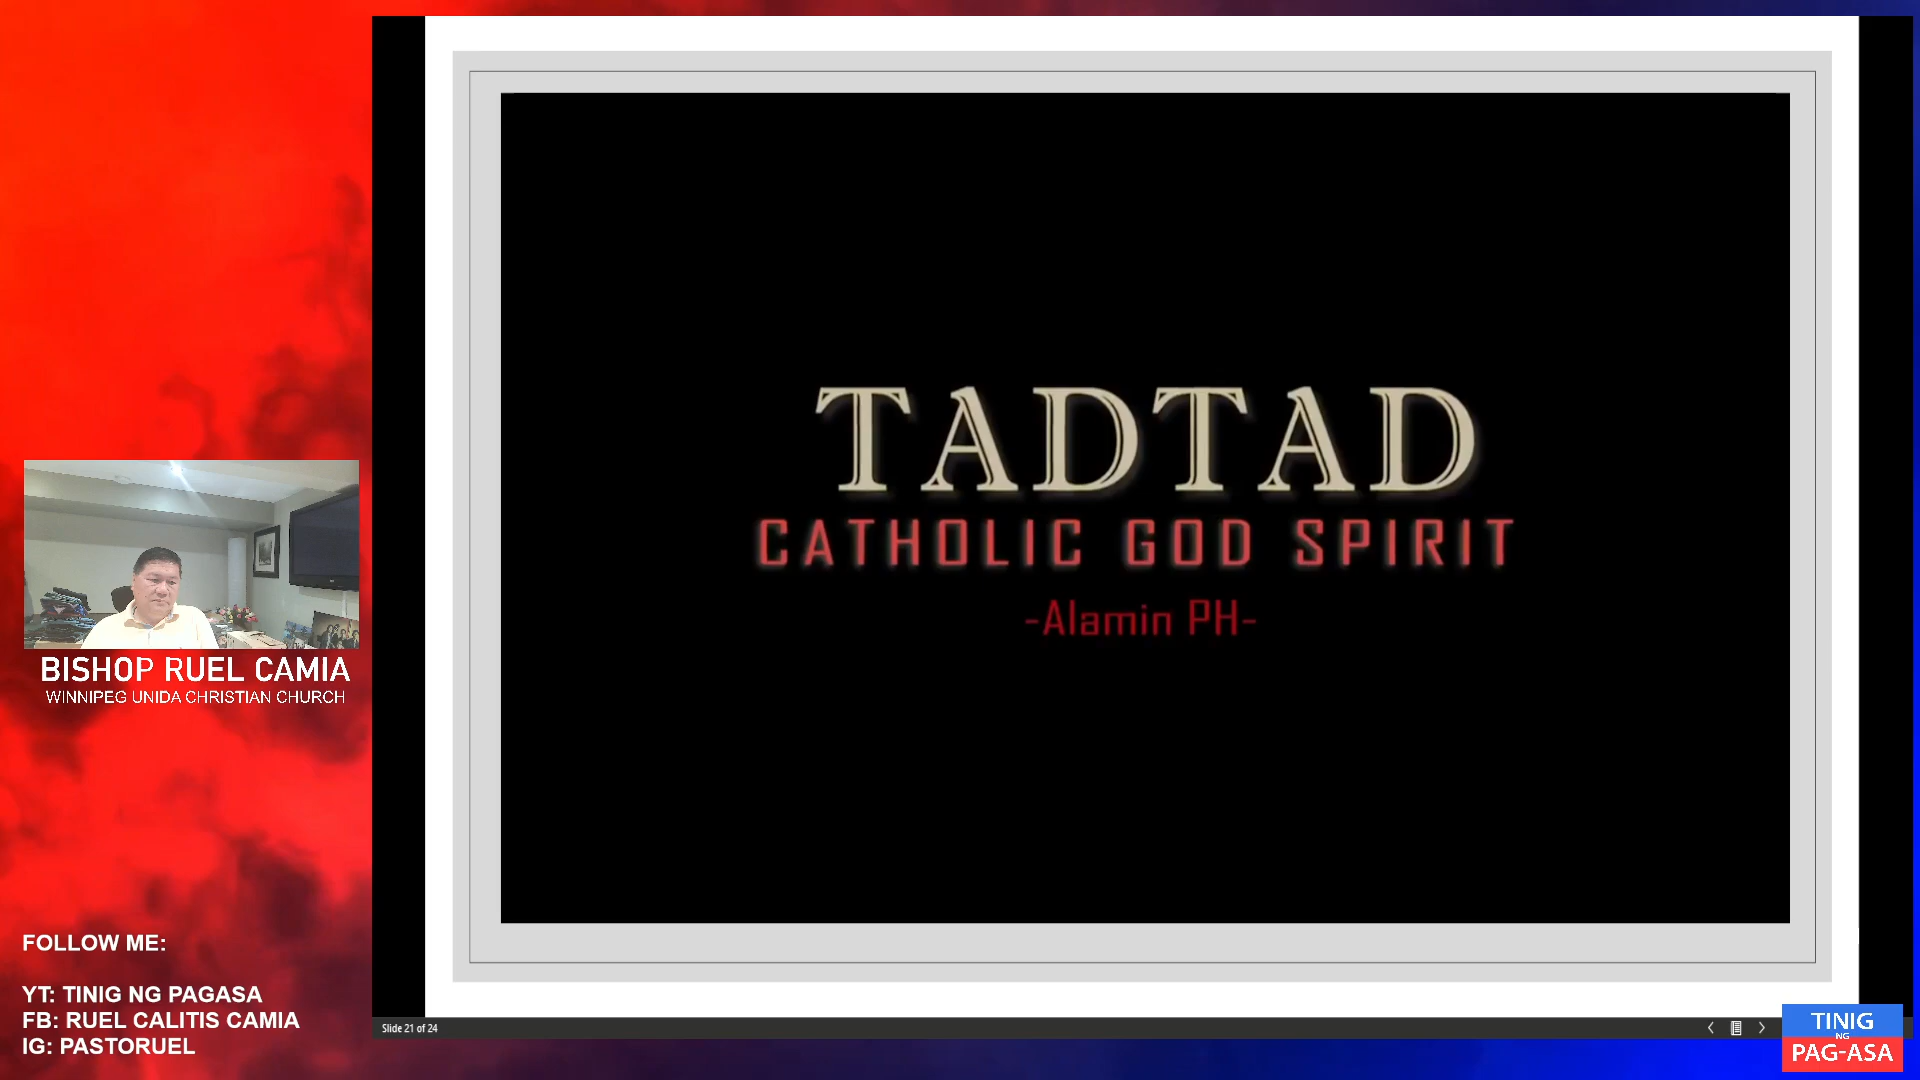 TADTAD
CATHOLIC GOD SPIRIT
-Alamin PH-
BISHOP RUEL CAMIA
WINNIPEG UNIDA CHRISTIAN CHURCH
FOLLOW ME:
YT: TINIG NG PAGASA
FB: RUEL CALITIS CAMIA
IG: PASTORUEL
Slide 21 of 24
TINIG
NG
PAG-ASA